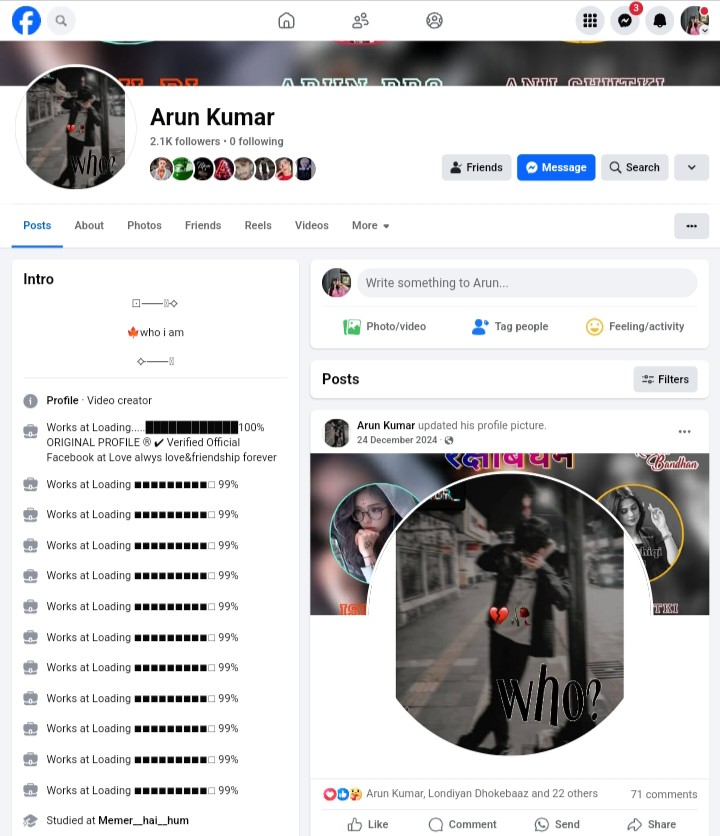 3
ARUN BRO
ANU CHUTKI
Arun Kumar
2.1K followers • 0 following
who?
Friends
Message
Search
Posts
About
Photos
Friends
Reels
Videos
More
Intro
who i am
Profile · Video creator
Works at Loading.....████████████100%
ORIGINAL PROFILE ® ✔ Verified Official
Facebook at Love alwys love&friendship forever
Works at Loading ■■■■■■■■■□ 99%
Works at Loading ■■■■■■■■■□ 99%
Works at Loading ■■■■■■■■■□ 99%
Works at Loading ■■■■■■■■■□ 99%
Works at Loading ■■■■■■■■■□ 99%
Works at Loading ■■■■■■■■■□ 99%
Works at Loading ■■■■■■■■■□ 99%
Works at Loading ■■■■■■■■■□ 99%
Works at Loading ■■■■■■■■■□ 99%
Works at Loading ■■■■■■■■■□ 99%
Works at Loading ■■■■■■■■■□ 99%
Studied at Memer__hai__hum
Write something to Arun...
Photo/video
Tag people
Feeling/activity
Posts
Filters
Arun Kumar updated his profile picture.
24 December 2024 ·
रक्षाबंधन
Bandhan
TKI
who?
Arun Kumar, Londiyan Dhokebaaz and 22 others
71 comments
Like
Comment
Send
Share